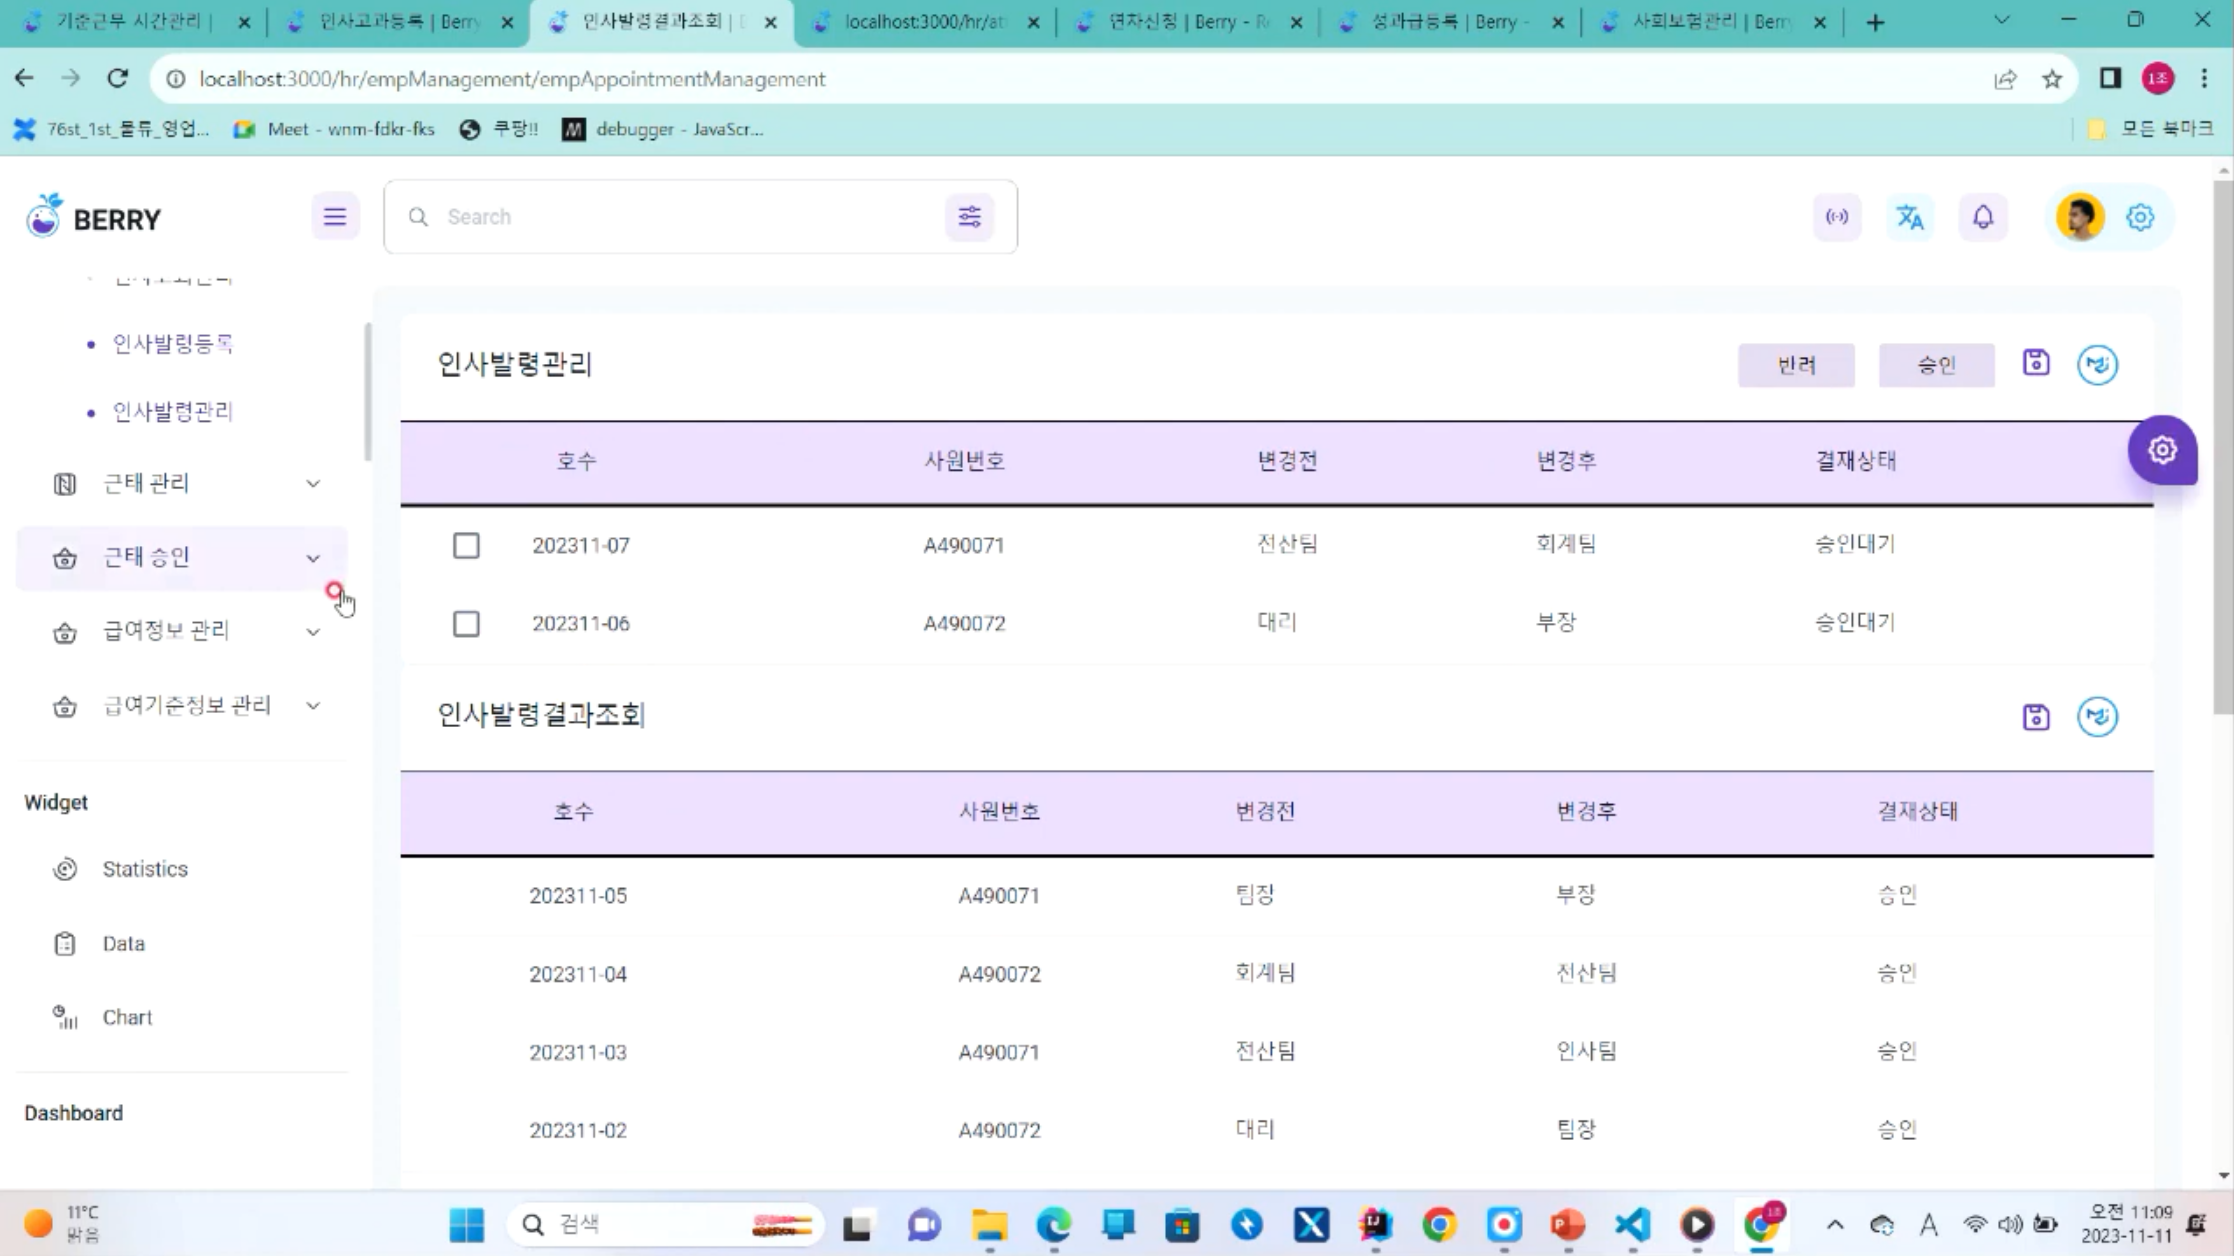 기준근무 시간관리 |
인사고과등록 | Berry
인사발령결과조회 |
localhost:3000/hr/at
연차신청 | Berry - Re
성과급등록 | Berry -
사회보험관리 | Berry
localhost:3000/hr/empManagement/empAppointmentManagement
1조
76st_1st_물류_영업...
Meet - wnm-fdkr-fks
쿠팡!!
debugger - JavaScr...
모든 북마크
BERRY
Search
인사발령등록
인사발령관리
근태 관리
근태 승인
급여정보 관리
급여기준정보 관리
Widget
Statistics
Data
Chart
Dashboard
인사발령관리
반려
승인
호수 사원번호 변경전 변경후 결재상태
202311-07 A490071 전산팀 회계팀 승인대기
202311-06 A490072 대리 부장 승인대기
인사발령결과조회
호수 사원번호 변경전 변경후 결재상태
202311-05 A490071 팀장 부장 승인
202311-04 A490072 회계팀 전산팀 승인
202311-03 A490071 전산팀 인사팀 승인
202311-02 A490072 대리 팀장 승인
11°C
맑음
검색
A
오전 11:09
2023-11-11